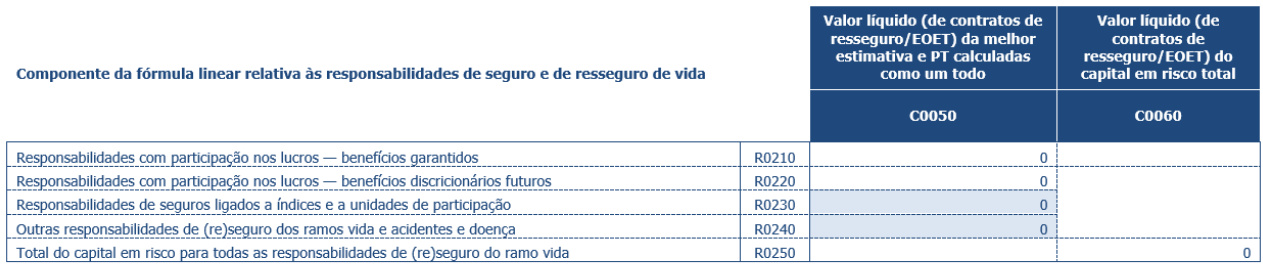 Componente da fórmula linear relativa às responsabilidades de seguro e de resseguro de vida
Valor líquido (de contratos de
resseguro/EOET) da melhor
estimativa e PT calculadas
como um todo
Valor líquido (de
contratos de
resseguro/EOET) do
capital em risco total
C0050
C0060
Responsabilidades com participação nos lucros — benefícios garantidos R0210 0
Responsabilidades com participação nos lucros — benefícios discricionários futuros R0220 0
Responsabilidades de seguros ligados a índices e a unidades de participação R0230 0
Outras responsabilidades de (re)seguro dos ramos vida e acidentes e doença R0240 0
Total do capital em risco para todas as responsabilidades de (re)seguro do ramo vida R0250 0